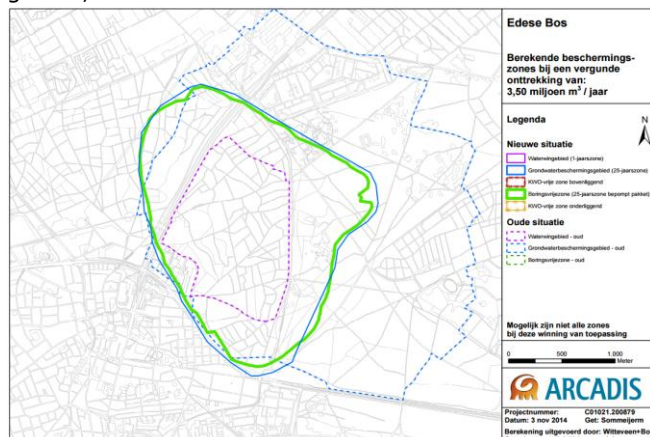 Edese Bos
Berekende beschermings-
zones bij een vergunde
onttrekking van:
3,50 miljoen m³ / jaar
Legenda
N
Nieuwe situatie
Waterwingebied (1-jaarszone)
Grondwaterbeschermingsgebied (25-jaarszone)
KWO-vrije zone bovenliggend
Boringsvrijezone (25-jaarszone bepompt pakket)
KWO-vrije zone onderliggend
Oude situatie
Waterwingebied - oud
Grondwaterbeschermingsgebied - oud
Boringsvrijezone - oud
Mogelijk zijn niet alle zones
bij deze winning van toepassing
0 500 1.000
Meter
ARCADIS
Projectnummer: C01021.200879
Datum: 3 nov 2014 Get: Sommeijerm
Berekening uitgevoerd door: Witteveen+Bo